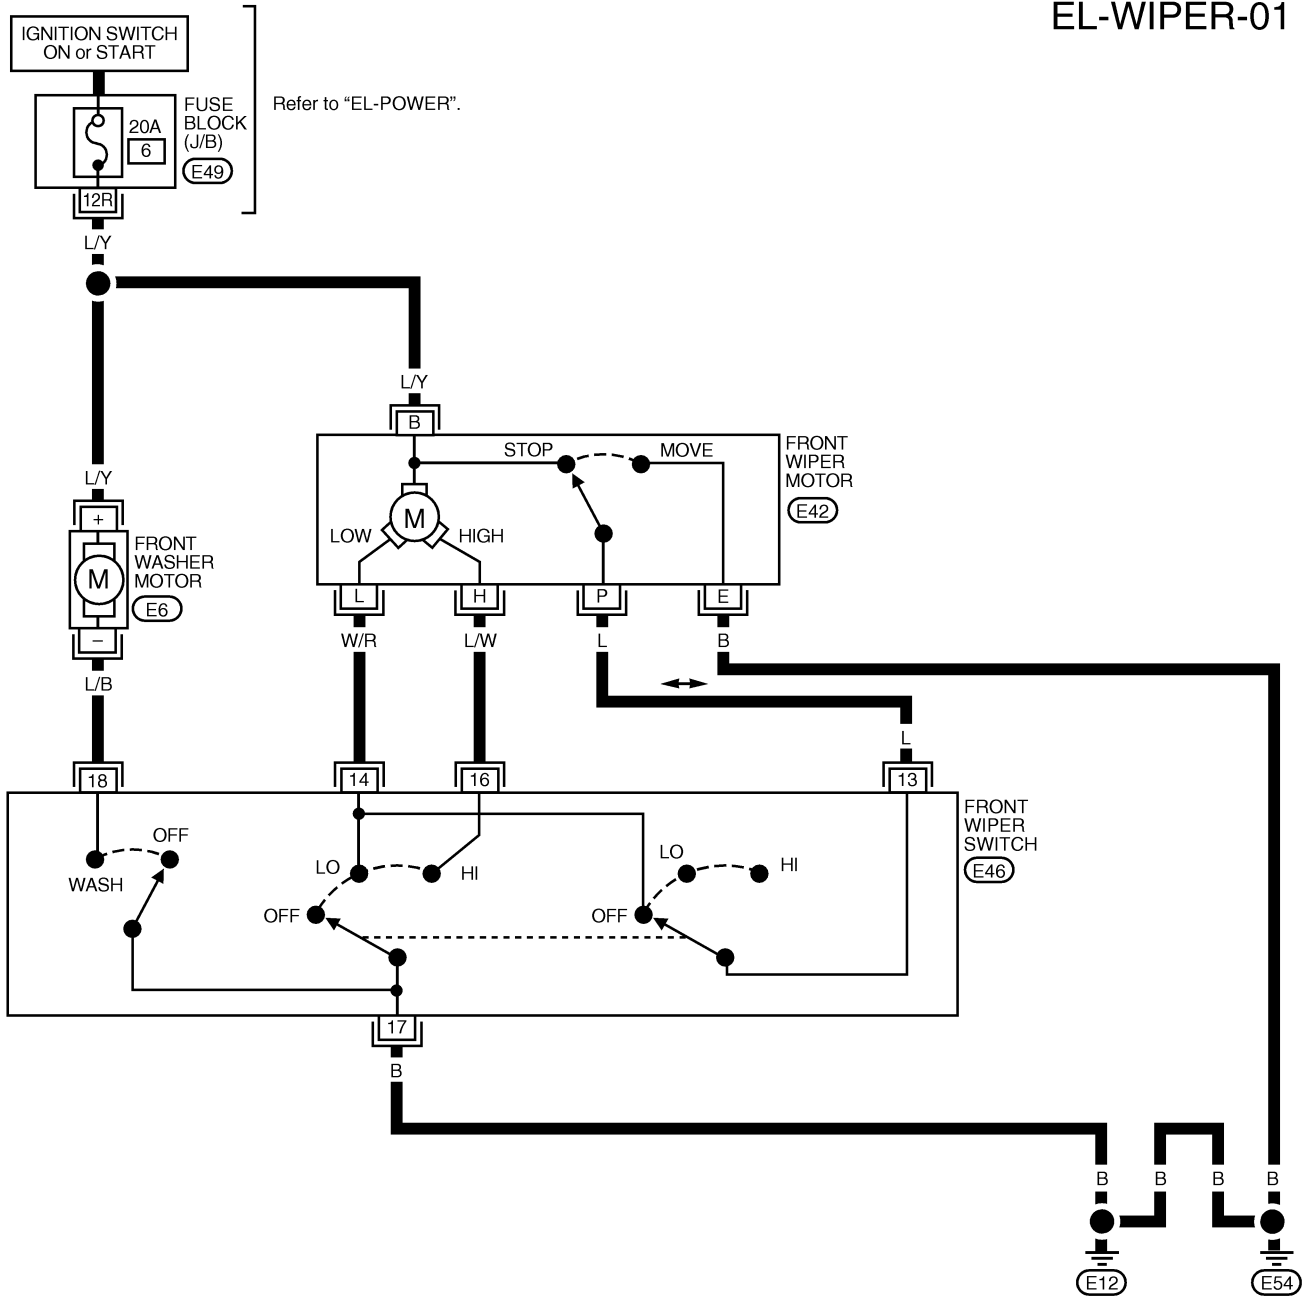 EL-WIPER-01
IGNITION SWITCH
ON or START
Refer to “EL-POWER”.
FUSE
BLOCK
(J/B)
E49
20A
6
12R
L/Y
L/Y
B
STOP
MOVE
FRONT
WIPER
MOTOR
E42
M
LOW
HIGH
L/Y
+
FRONT
WASHER
MOTOR
E6
M
–
L
H
P
E
W/R
L/W
L
B
L/B
L
18
14
16
13
FRONT
WIPER
SWITCH
E46
OFF
WASH
LO
HI
OFF
LO
HI
OFF
17
B
B
B
B
B
E12
E54